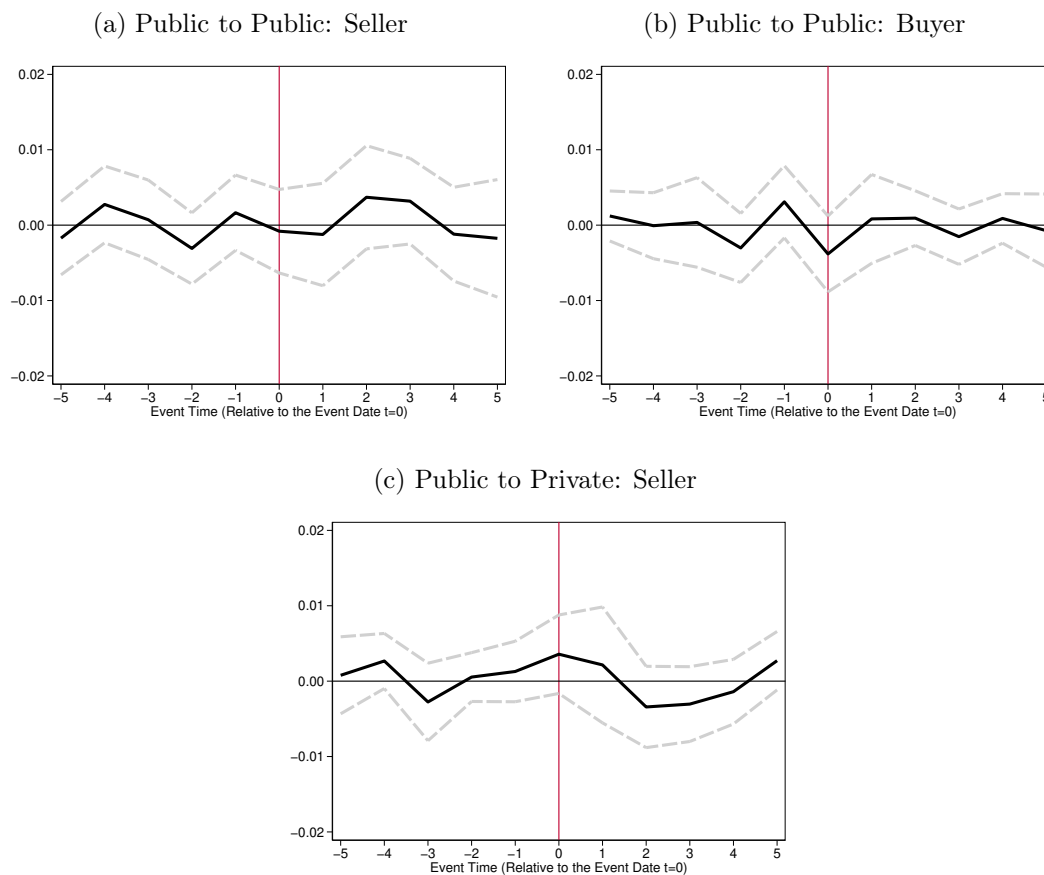 (a) Public to Public: Seller
(b) Public to Public: Buyer
0.02
0.01
0.00
−0.01
−0.02
−5 −4 −3 −2 −1 0 1 2 3 4 5
Event Time (Relative to the Event Date t=0)
0.02
0.01
0.00
−0.01
−0.02
−5 −4 −3 −2 −1 0 1 2 3 4 5
Event Time (Relative to the Event Date t=0)
(c) Public to Private: Seller
0.02
0.01
0.00
−0.01
−0.02
−5 −4 −3 −2 −1 0 1 2 3 4 5
Event Time (Relative to the Event Date t=0)